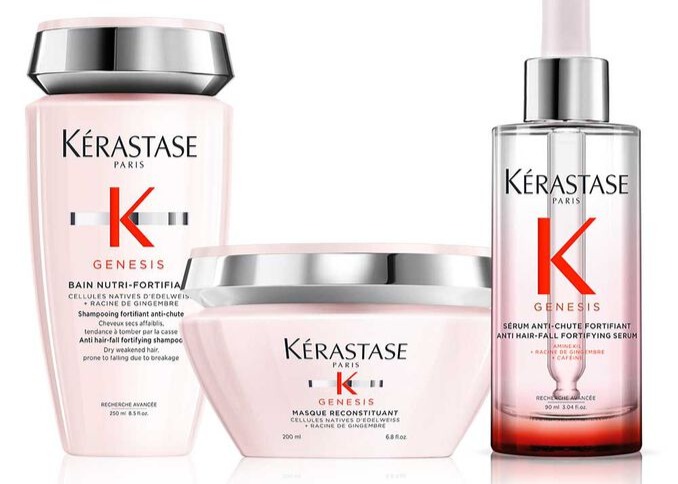 KÉRASTASE
PARIS
K
GENESIS
BAIN NUTRI-FORTIFIA
CELLULES NATIVES D'EDELWEIS
+ RACINE DE GINGEMBRE
Shampooing fortifiant anti-chute
Cheveux secs affaiblis,
tendance à tomber par la casse
Anti hair-fall fortifying shampoo
Dry weakened hair,
prone to falling due to breakage
RECHERCHE AVANCÉE
250 ml 8.5 fl.oz.
KÉRASTASE
PARIS
K
GENESIS
MASQUE RECONSTITUANT
CELLULES NATIVES D'EDELWEISS
+ RACINE DE GINGEMBRE
200 ml 6.8 fl.oz.
KÉRASTASE
PARIS
K
GENESIS
SÉRUM ANTI-CHUTE FORTIFIANT
ANTI HAIR-FALL FORTIFYING SERUM
AMINEXIL
+ RACINE DE GINGEMBRE
+ CAFÉINE
RECHERCHE AVANCÉE
90 ml 3.04 fl.oz.